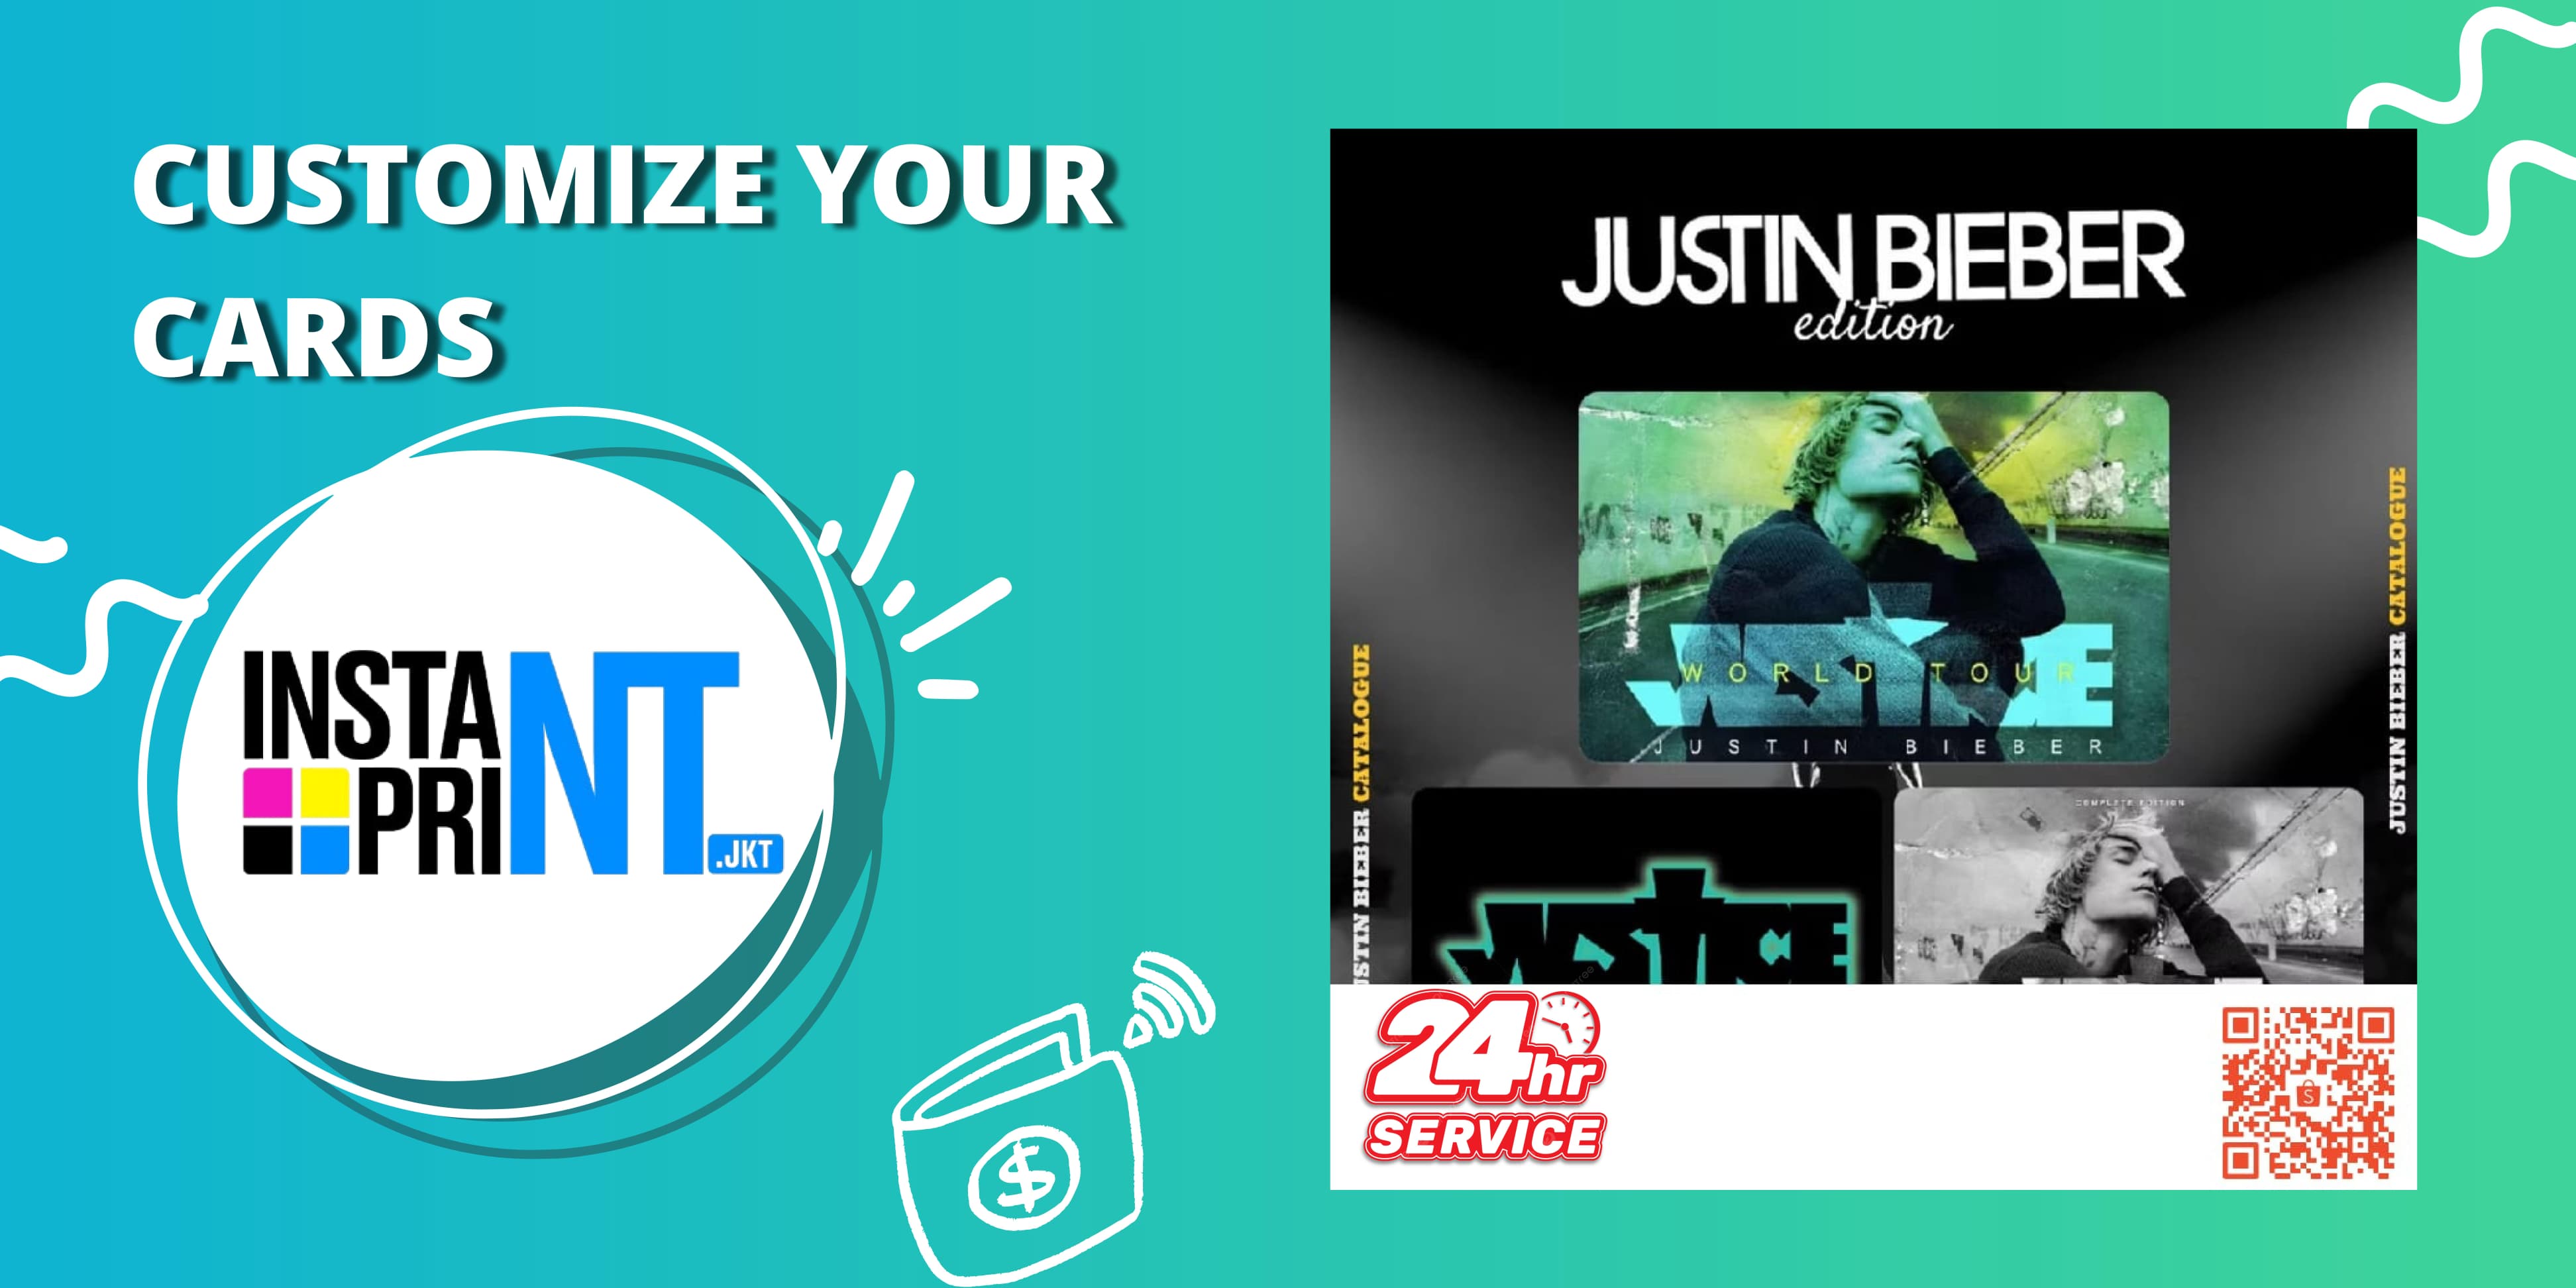 CUSTOMIZE YOUR
CARDS
INSTA
PRINT
.JKT
$
JUSTIN BIEBER
edition
WORLD TOUR
JUSTICE
JUSTIN BIEBER
JUSTICE
COMPLETE EDITION
JUSTIN BIEBER CATALOGUE
USTIN BIEBER CATALOGUE
24hr
SERVICE
S